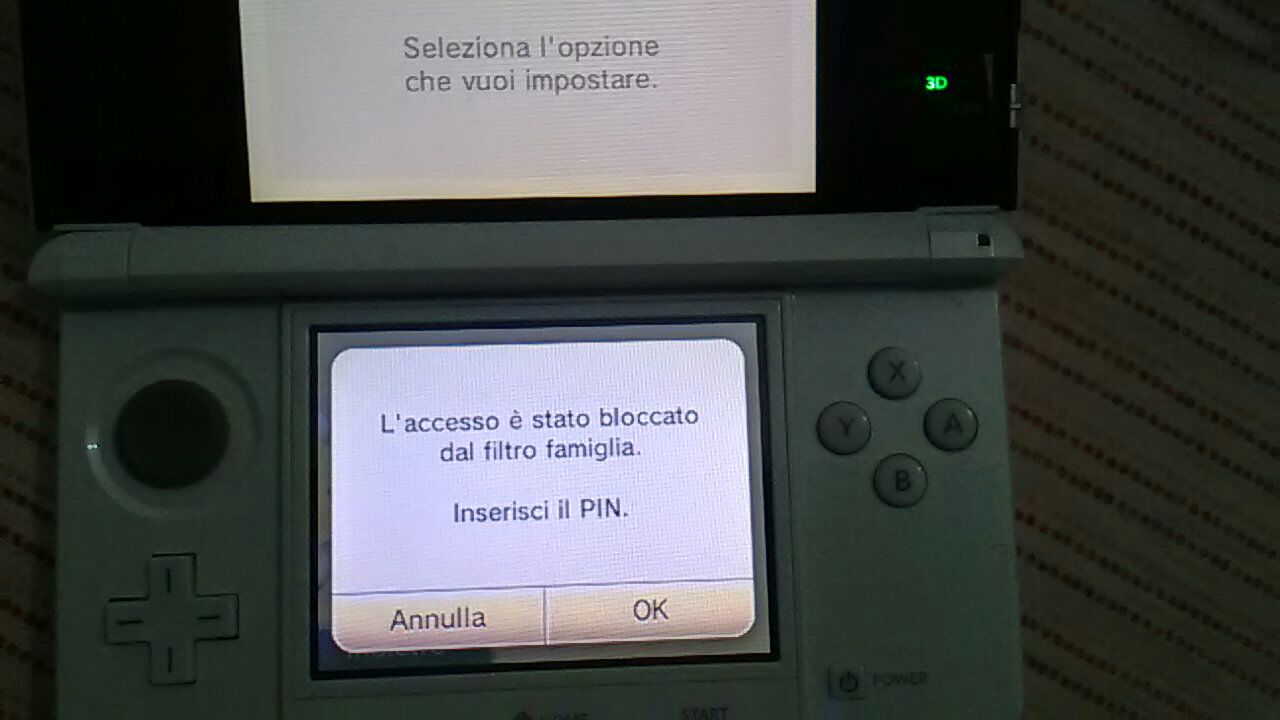 Seleziona l'opzione
che vuoi impostare.
3D
L'accesso è stato bloccato
dal filtro famiglia.
Inserisci il PIN.
Annulla
OK
X
Y
A
B
POWER
HOME
START